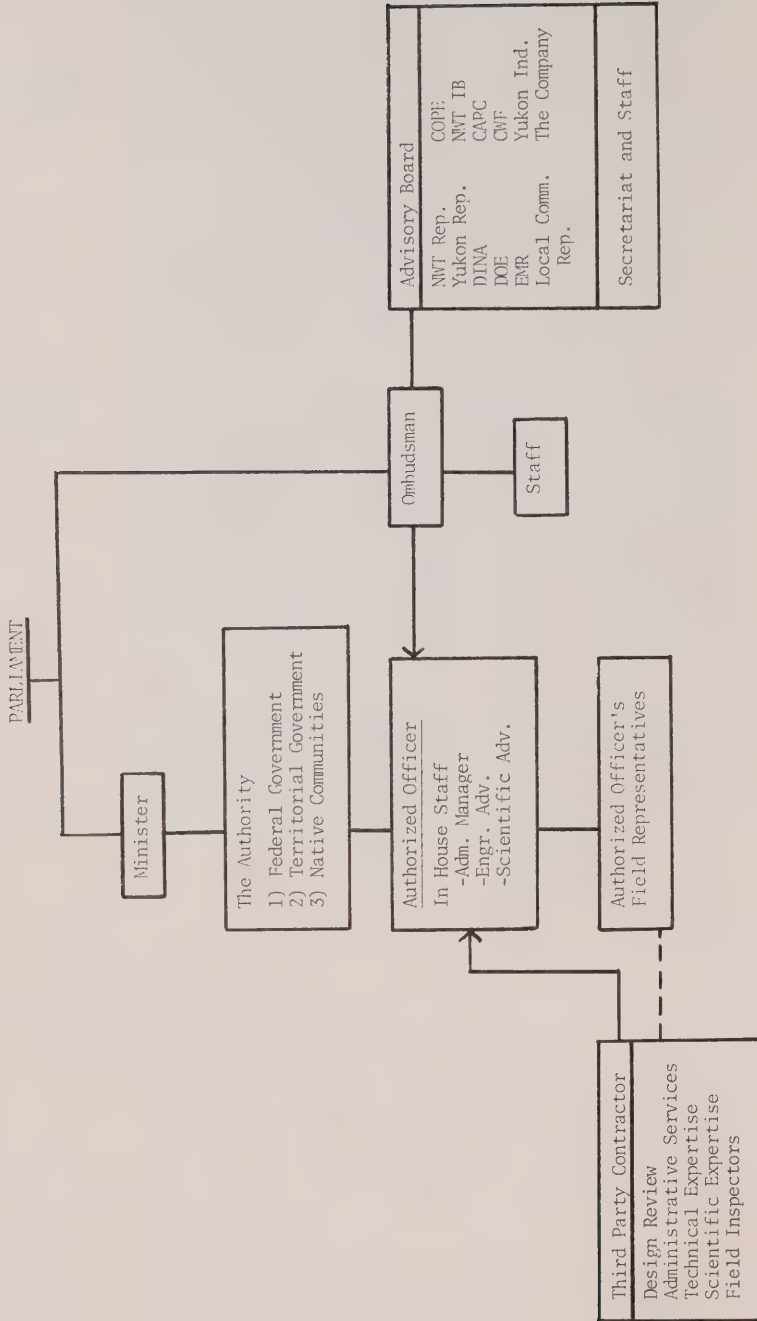 PARLIAMENT
Minister
The Authority
1) Federal Government
2) Territorial Government
3) Native Communities
Authorized Officer
In House Staff
-Adm. Manager
-Engr. Adv.
-Scientific Adv.
Authorized Officer's
Field Representatives
Third Party Contractor
Design Review
Administrative Services
Technical Expertise
Scientific Expertise
Field Inspectors
Ombudsman
Staff
Advisory Board
NWT Rep. COPE
Yukon Rep. NWT IB
DINA CARC
DOE CWF
EMR Yukon Ind.
Local Comm. The Company
Rep.
Secretariat and Staff